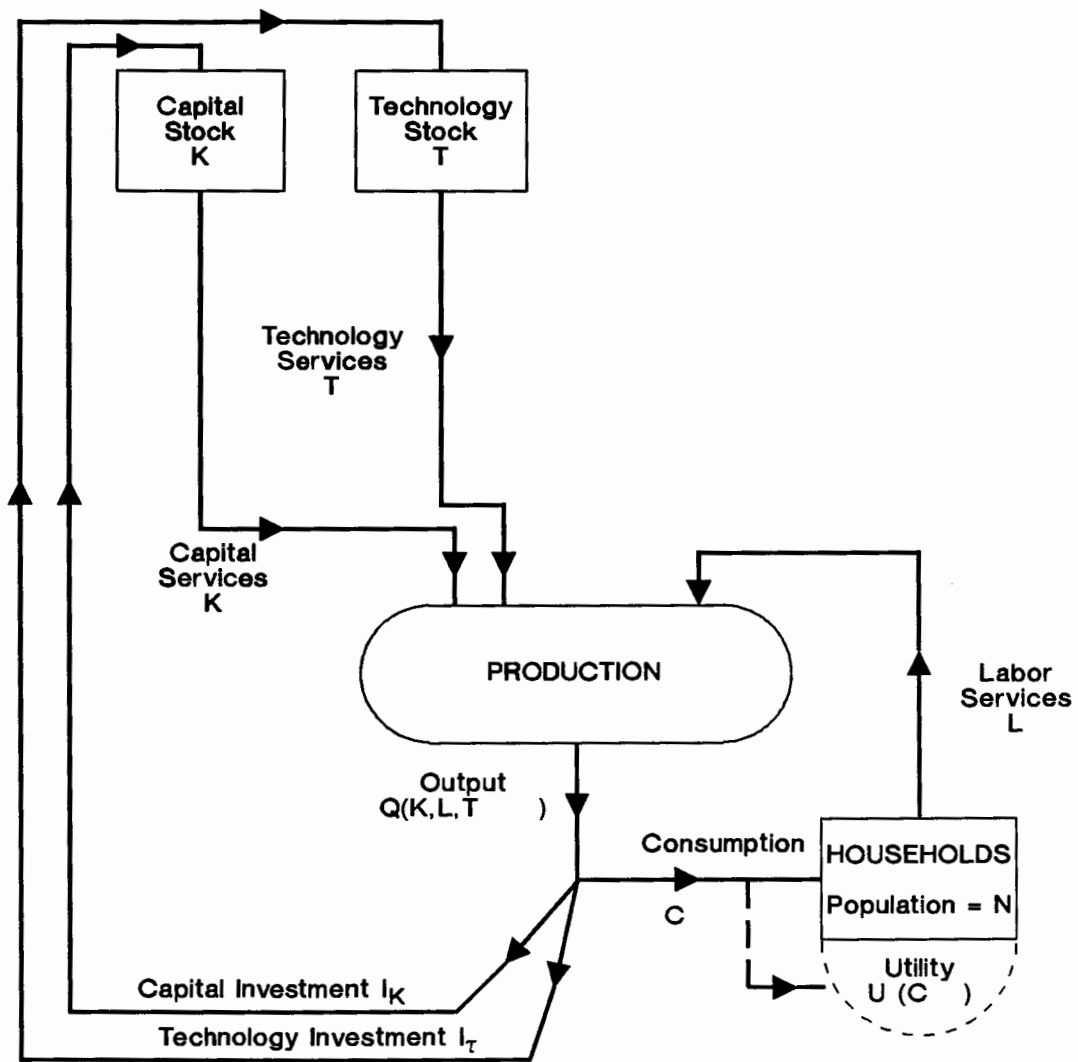 Capital
Stock
K
Technology
Stock
T
Technology
Services
T
Capital
Services
K
PRODUCTION
Labor
Services
L
Output
Q(K,L,T )
Consumption
C
HOUSEHOLDS
Population = N
Utility
U (C )
Capital Investment I_K
Technology Investment I_τ